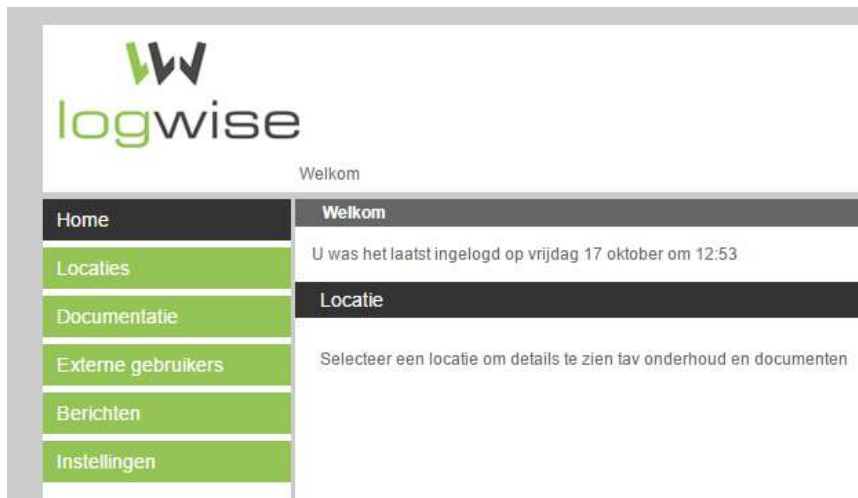 logwise
Welkom
Home
Locaties
Documentatie
Externe gebruikers
Berichten
Instellingen
Welkom
U was het laatst ingelogd op vrijdag 17 oktober om 12:53
Locatie
Selecteer een locatie om details te zien tav onderhoud en documenten